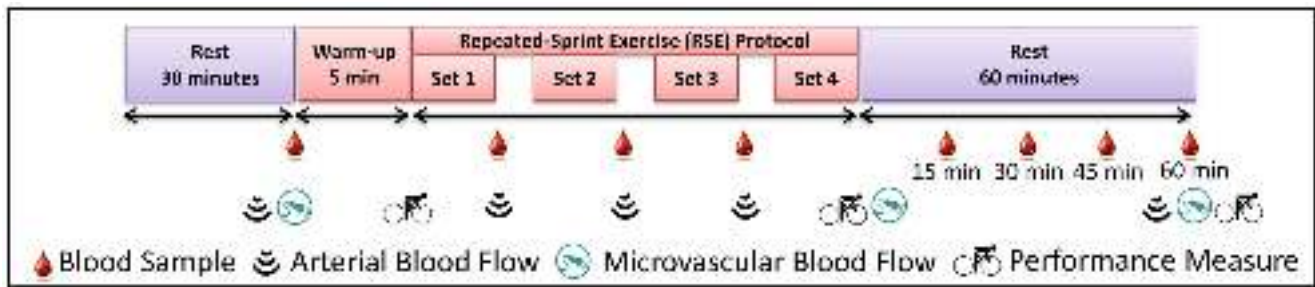 Rest
30 minutes
Warm-up
5 min
Repeated-Sprint Exercise (RSE) Protocol
Set 1
Set 2
Set 3
Set 4
Rest
60 minutes
15 min
30 min
45 min
60 min
Blood Sample
Arterial Blood Flow
Microvascular Blood Flow
Performance Measure